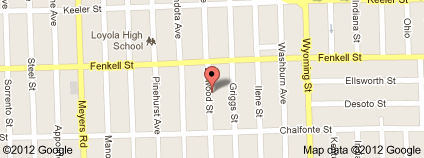 Keeler St
Keeler St
Loyola High
School
Fenkell St
Fenkell St
Ellsworth St
Desoto St
Chalfonte St
Steel St
Sorrento St
Meyers Rd
Pinehurst Ave
Griggs St
Ilene St
Washburn Ave
Wyoming St
Indiana St
Ohio
©2012 Google
Map data ©2012 Google